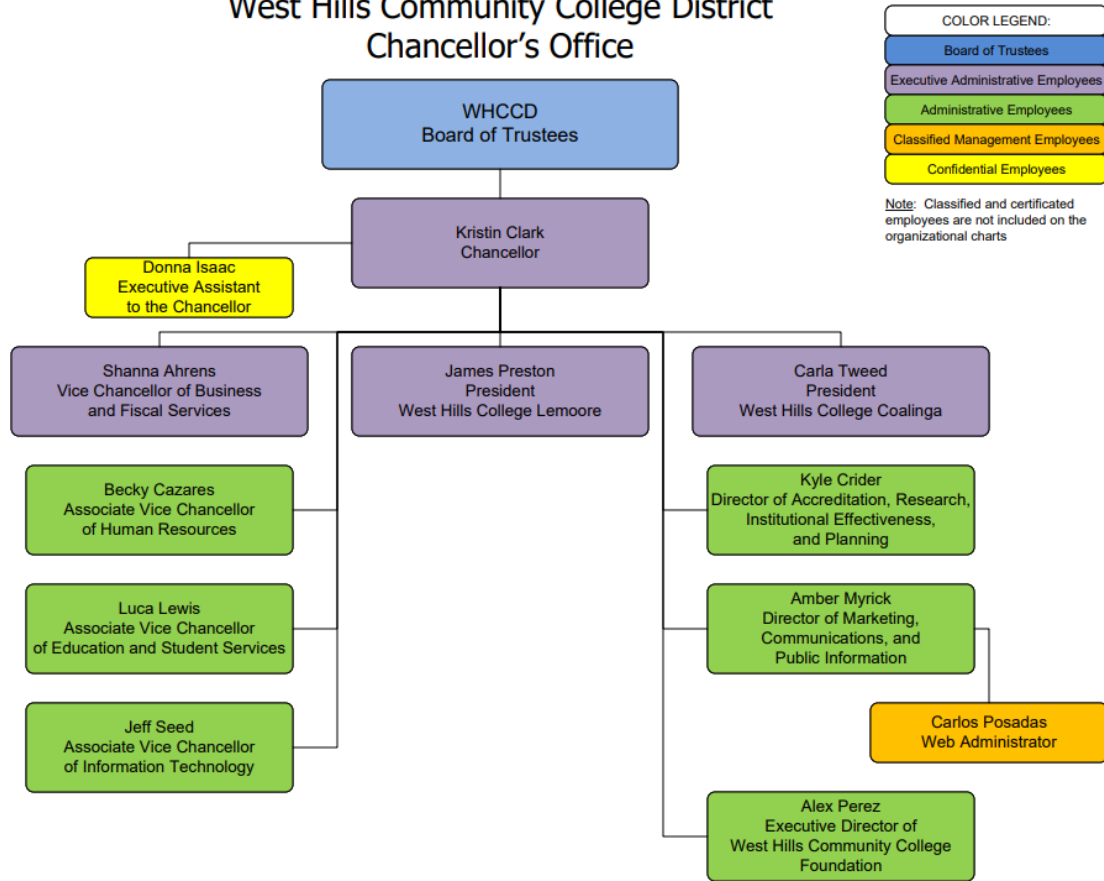 West Hills Community College District
Chancellor's Office
COLOR LEGEND:
Board of Trustees
Executive Administrative Employees
Administrative Employees
Classified Management Employees
Confidential Employees
Note: Classified and certificated
employees are not included on the
organizational charts
WHCCD
Board of Trustees
Kristin Clark
Chancellor
Donna Isaac
Executive Assistant
to the Chancellor
Shanna Ahrens
Vice Chancellor of Business
and Fiscal Services
James Preston
President
West Hills College Lemoore
Carla Tweed
President
West Hills College Coalinga
Becky Cazares
Associate Vice Chancellor
of Human Resources
Kyle Crider
Director of Accreditation, Research,
Institutional Effectiveness,
and Planning
Luca Lewis
Associate Vice Chancellor
of Education and Student Services
Amber Myrick
Director of Marketing,
Communications, and
Public Information
Jeff Seed
Associate Vice Chancellor
of Information Technology
Carlos Posadas
Web Administrator
Alex Perez
Executive Director of
West Hills Community College
Foundation